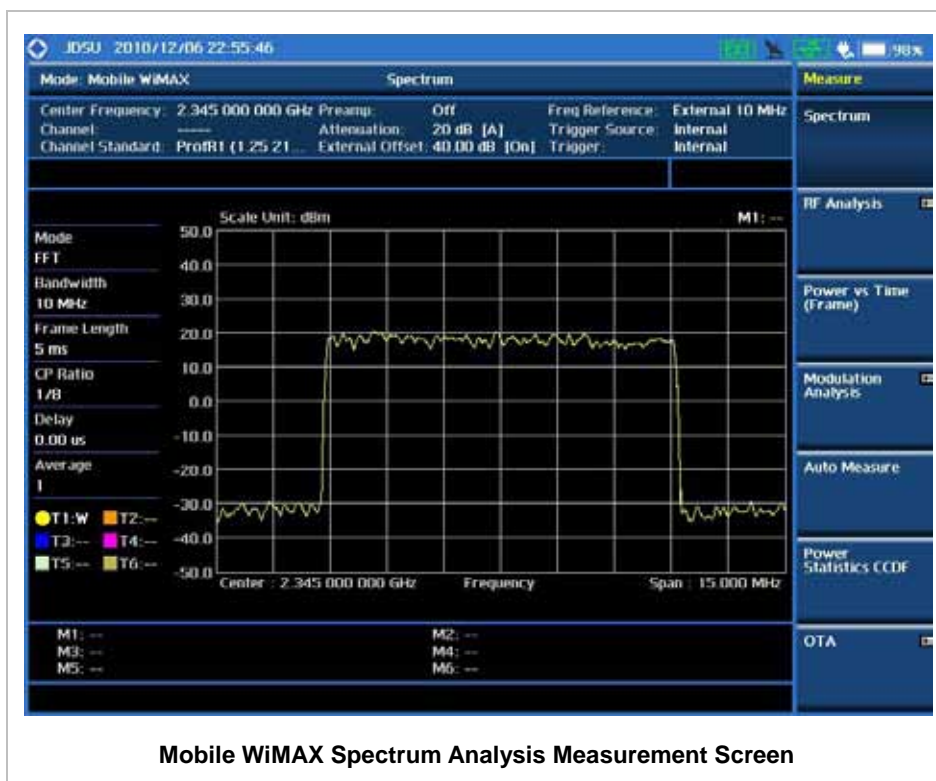 JDSU 2010/12/06 22:55:46
98%
Mode: Mobile WiMAX
Spectrum
Measure
Center Frequency: 2.345 000 000 GHz
Preamp: Off
Freq Reference: External 10 MHz
Channel: -----
Attenuation: 20 dB [A]
Trigger Source: Internal
Channel Standard: ProfR1 (1.25 21 ...
External Offset: 40.00 dB [On]
Trigger: Internal
Spectrum
RF Analysis
Power vs Time
(Frame)
Modulation
Analysis
Auto Measure
Power
Statistics CCDF
OTA
Scale Unit: dBm
M1: --
Mode
FFT
Bandwidth
10 MHz
Frame Length
5 ms
CP Ratio
1/8
Delay
0.00 us
Average
1
T1:W T2:--
T3:-- T4:--
T5:-- T6:--
50.0
40.0
30.0
20.0
10.0
0.0
-10.0
-20.0
-30.0
-40.0
-50.0
Center : 2.345 000 000 GHz
Frequency
Span : 15.000 MHz
M1: --
M2: --
M3: --
M4: --
M5: --
M6: --
Mobile WiMAX Spectrum Analysis Measurement Screen